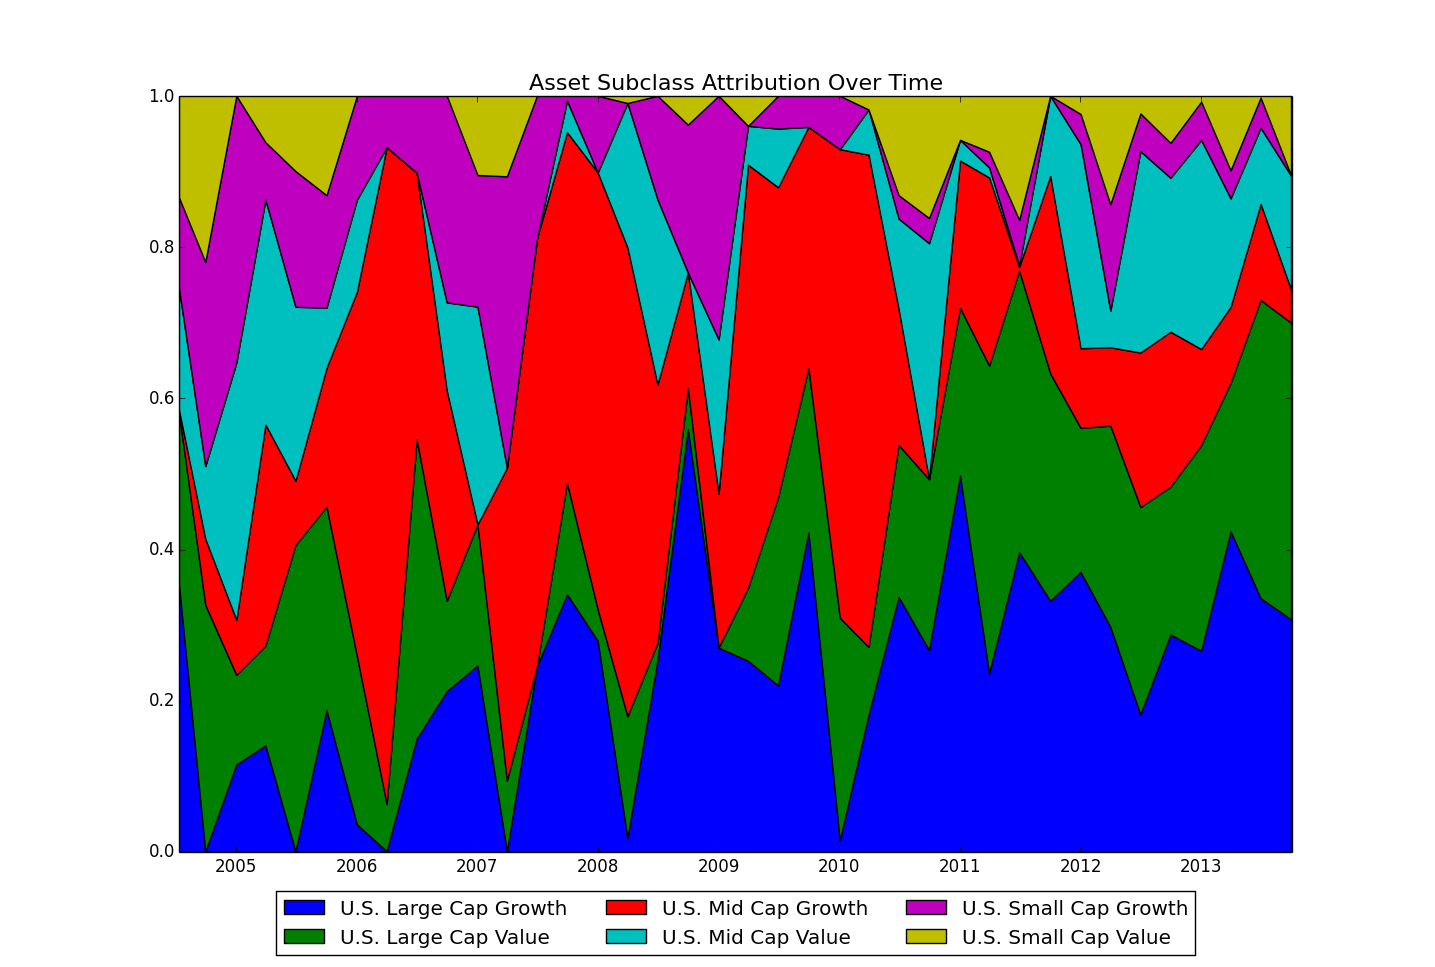 Asset Subclass Attribution Over Time
1.0
0.8
0.6
0.4
0.2
0.0
2005 2006 2007 2008 2009 2010 2011 2012 2013
U.S. Large Cap Growth U.S. Mid Cap Growth U.S. Small Cap Growth
U.S. Large Cap Value U.S. Mid Cap Value U.S. Small Cap Value